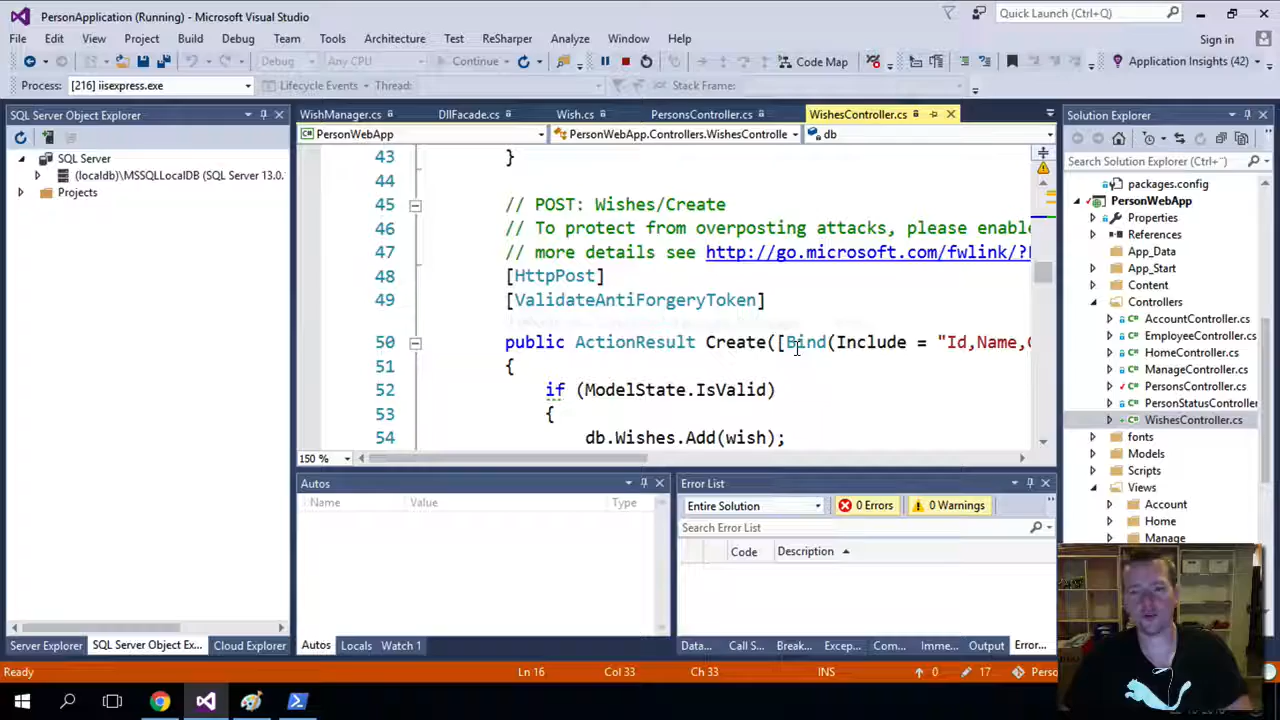 PersonApplication (Running) - Microsoft Visual Studio
Quick Launch (Ctrl+Q)
File Edit View Project Build Debug Team Tools Architecture Test ReSharper Analyze Window Help
Sign in
Debug Any CPU Continue Code Map Application Insights (42)
Process: [216] iisexpress.exe Lifecycle Events Thread: Stack Frame:
SQL Server Object Explorer
SQL Server
(localdb)\MSSQLLocalDB (SQL Server 13.0.
Projects
Server Explorer SQL Server Object Ex... Cloud Explorer
WishManager.cs DllFacade.cs Wish.cs PersonsController.cs WishesController.cs
PersonWebApp PersonWebApp.Controllers.WishesControlle db
43 }
44
45 // POST: Wishes/Create
46 // To protect from overposting attacks, please enable
47 // more details see http://go.microsoft.com/fwlink/?
48 [HttpPost]
49 [ValidateAntiForgeryToken]
50 public ActionResult Create([Bind(Include = "Id,Name,
51 {
52 if (ModelState.IsValid)
53 {
54 db.Wishes.Add(wish);
150 %
Autos
Name Value Type
Autos Locals Watch 1
Error List
Entire Solution 0 Errors 0 Warnings
Search Error List
Code Description
Data... Call S... Break... Excep... Com... Imme... Output Error...
Solution Explorer
Search Solution Explorer (Ctrl+¨)
packages.config
PersonWebApp
Properties
References
App_Data
App_Start
Content
Controllers
AccountController.cs
EmployeeController.cs
HomeController.cs
ManageController.cs
PersonsController.cs
PersonStatusController
WishesController.cs
fonts
Models
Scripts
Views
Account
Home
Manage
Ready Ln 16 Col 33 Ch 33 INS 0 17 Perso